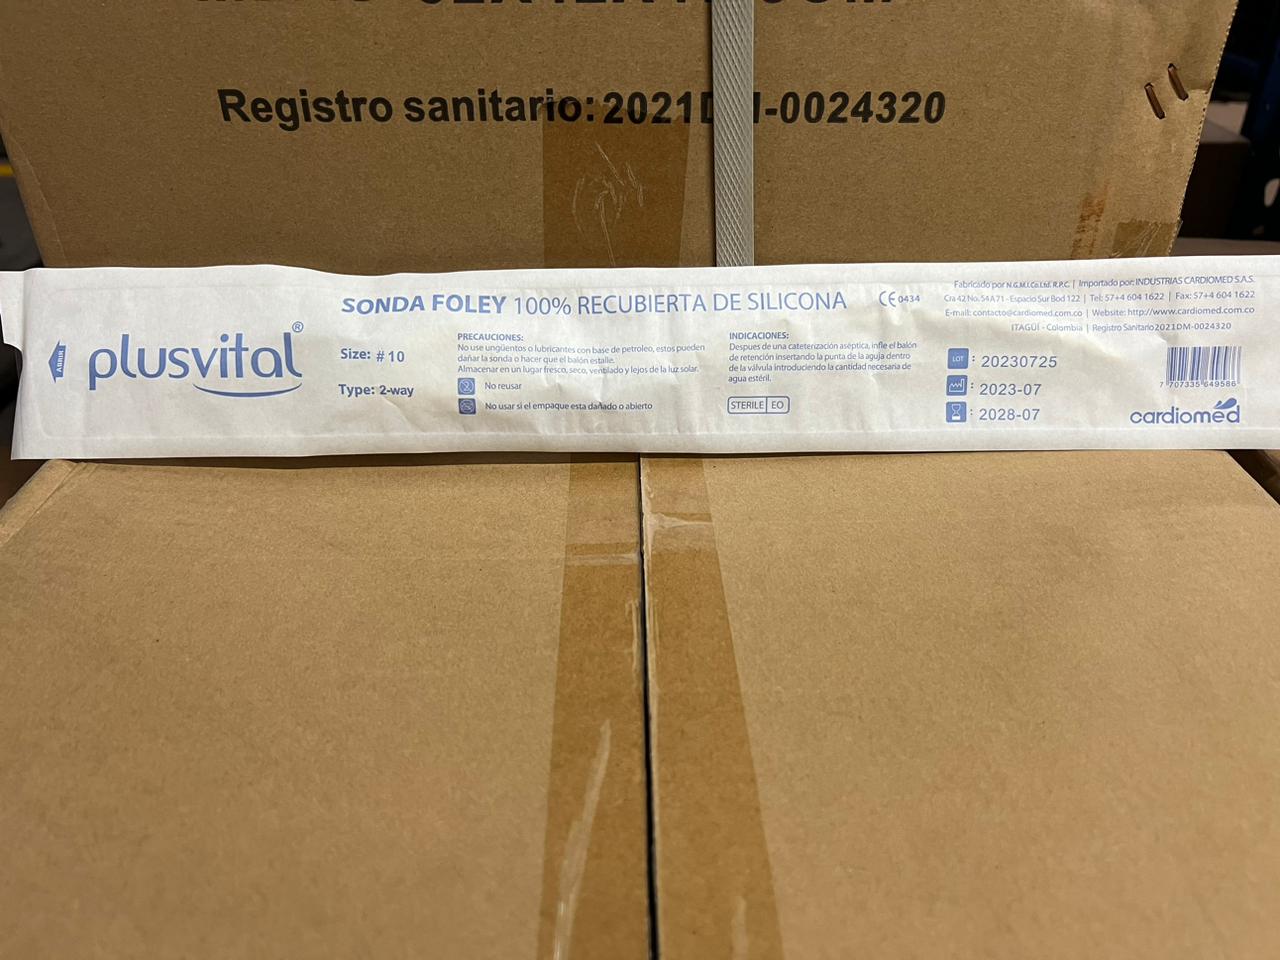 Registro sanitario: 2021D -0024320
ABRIR
plusvital®
SONDA FOLEY 100% RECUBIERTA DE SILICONA
CE 0434
Size: # 10
Type: 2-way
PRECAUCIONES:
No use ungüentos o lubricantes con base de petroleo, estos pueden
dañar la sonda o hacer que el balón estalle.
Almacenar en un lugar fresco, seco, ventilado y lejos de la luz solar.
No reusar
No usar si el empaque esta dañado o abierto
INDICACIONES:
Despues de una cateterización aséptica, infle el balón
de retención insertando la punta de la aguja dentro
de la válvula introduciendo la cantidad necesaria de
agua estéril.
STERILE EO
Fabricado por N.G.M.I.Co.Ltd. R.P.C. | Importado por: INDUSTRIAS CARDIOMED S.A.S.
Cra 42 No. 54A71 - Espacio Sur Bod 122 | Tel: 57+4 604 1622 | Fax: 57+4 604 1622
E-mail: contacto@cardiomed.com.co | Website: http://www.cardiomed.com.co
ITAGÜÍ - Colombia | Registro Sanitario 2021DM-0024320
LOT : 20230725
: 2023-07
: 2028-07
7 707335 649586
cardiomed